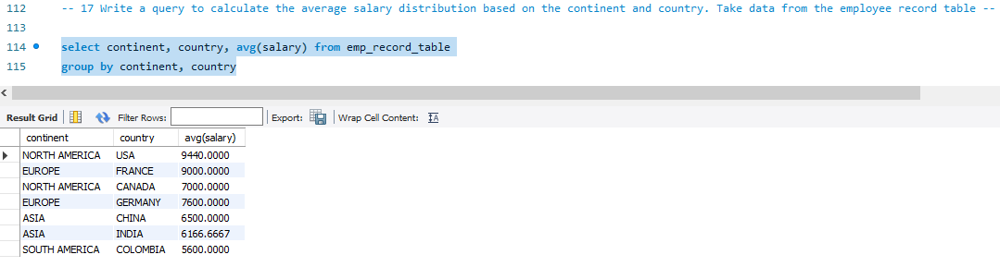 112 -- 17 Write a query to calculate the average salary distribution based on the continent and country. Take data from the employee record table --
113
114 select continent, country, avg(salary) from emp_record_table
115 group by continent, country
Result Grid Filter Rows: Export: Wrap Cell Content: IA
continent country avg(salary)
NORTH AMERICA USA 9440.0000
EUROPE FRANCE 9000.0000
NORTH AMERICA CANADA 7000.0000
EUROPE GERMANY 7600.0000
ASIA CHINA 6500.0000
ASIA INDIA 6166.6667
SOUTH AMERICA COLOMBIA 5600.0000